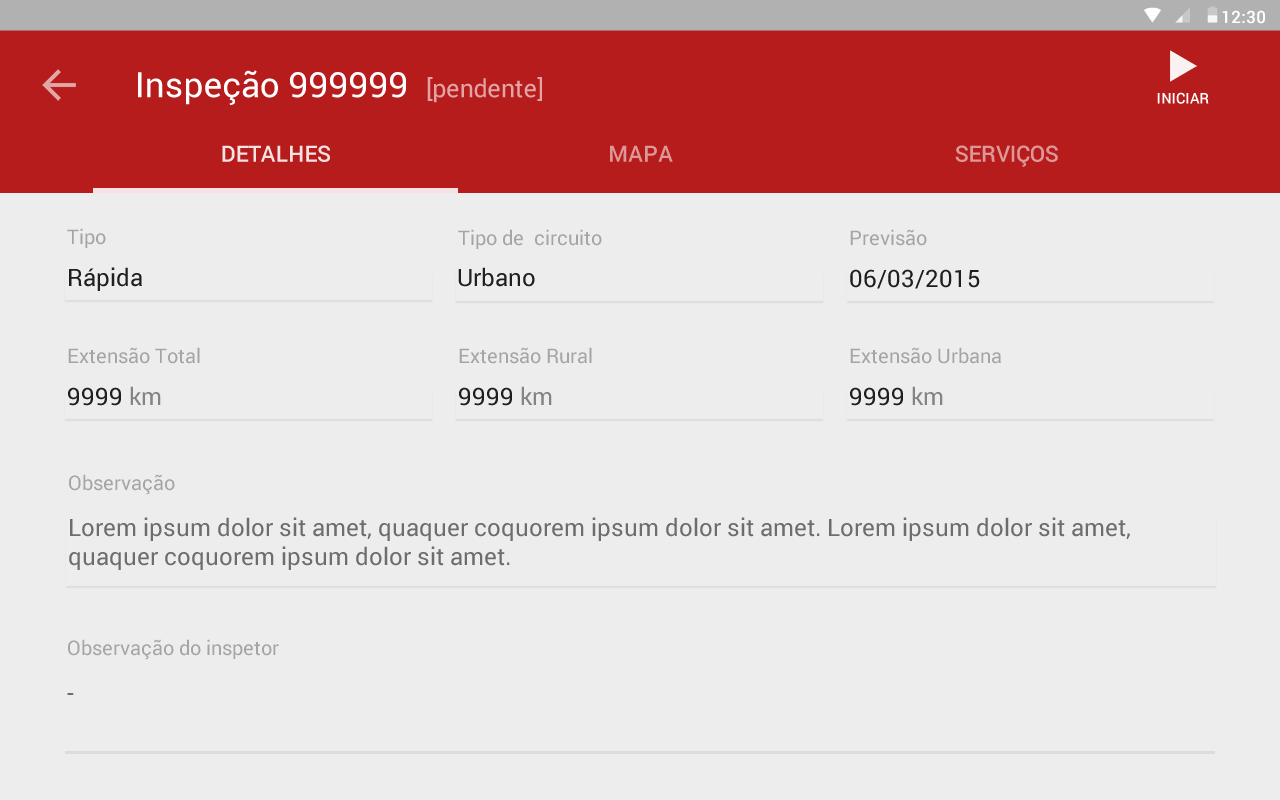 12:30
Inspeção 999999 [pendente]
INICIAR
DETALHES MAPA SERVIÇOS
Tipo Tipo de circuito Previsão
Rápida Urbano 06/03/2015
Extensão Total Extensão Rural Extensão Urbana
9999 km 9999 km 9999 km
Observação
Lorem ipsum dolor sit amet, quaquer coquorem ipsum dolor sit amet. Lorem ipsum dolor sit amet,
quaquer coquorem ipsum dolor sit amet.
Observação do inspetor
-